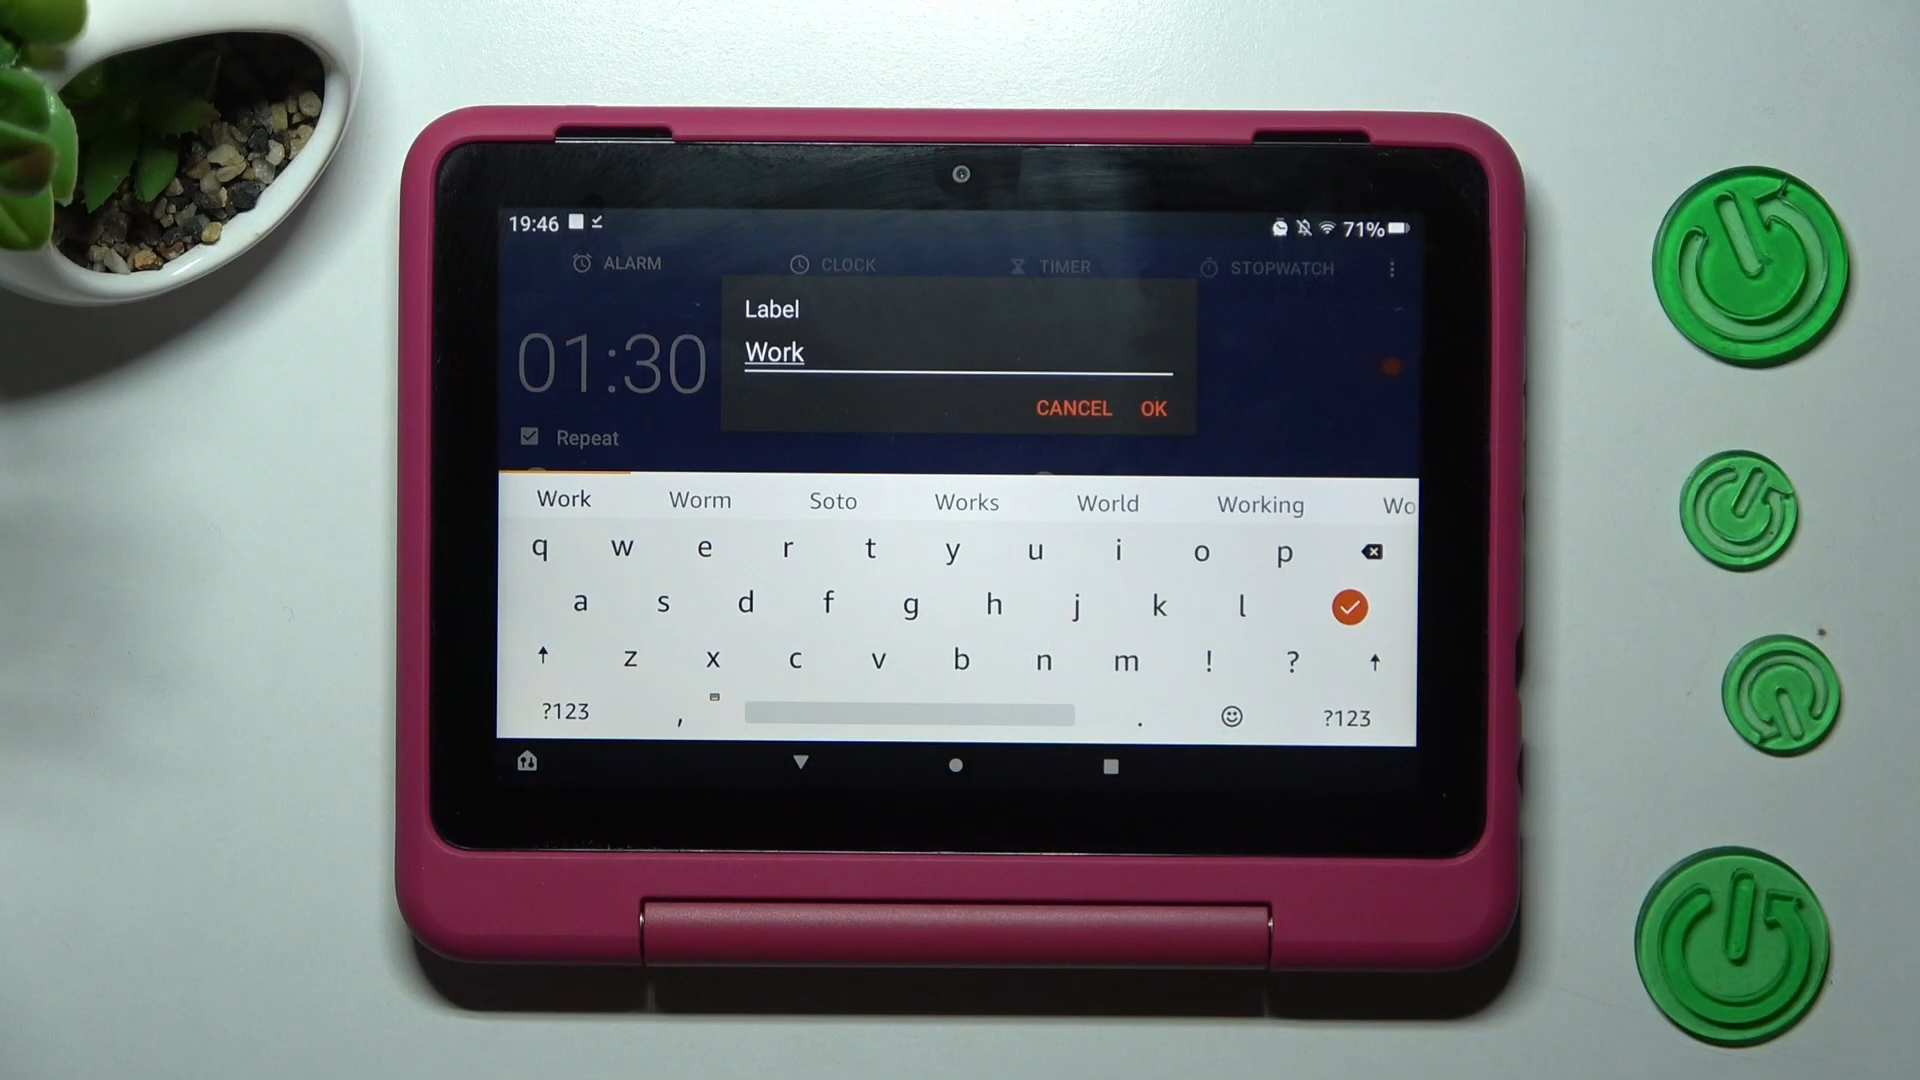 19:46 71%
ALARM CLOCK TIMER STOPWATCH
Label
01:30 Work
CANCEL OK
Repeat
Work Worm Soto Works World Working Wo
q w e r t y u i o p
a s d f g h j k l
z x c v b n m ! ?
?123 , . ?123